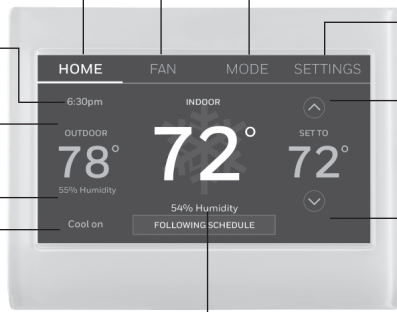 HOME FAN MODE SETTINGS
6:30pm
INDOOR
OUTDOOR
78°
55% Humidity
72°
SET TO
72°
54% Humidity
Cool on
FOLLOWING SCHEDULE